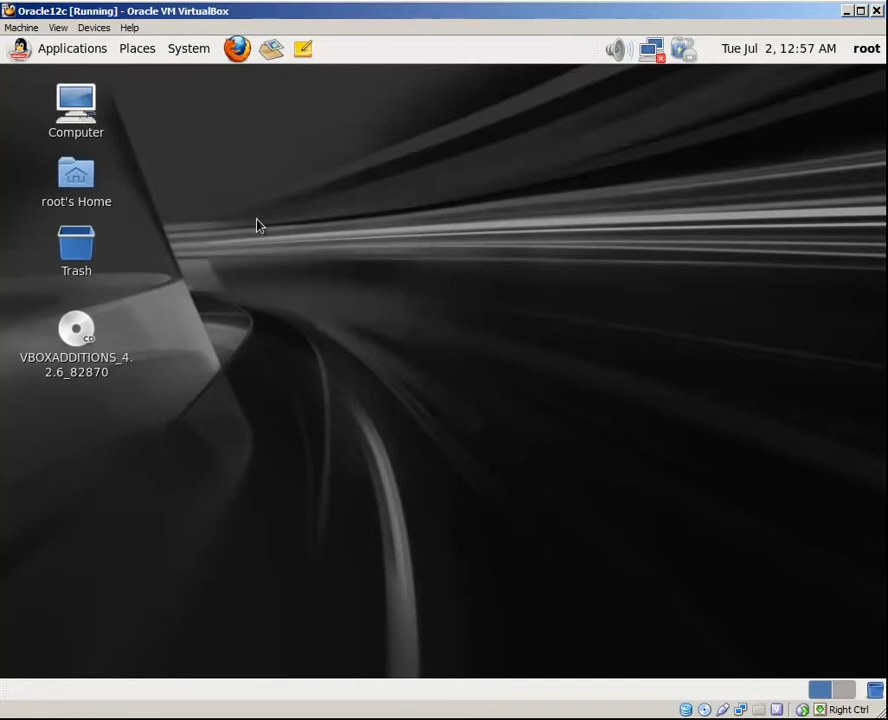 Oracle12c [Running] - Oracle VM VirtualBox
Machine View Devices Help
Applications Places System Tue Jul 2, 12:57 AM root
Computer
root's Home
Trash
VBOXADDITIONS_4.
2.6_82870
Right Ctrl